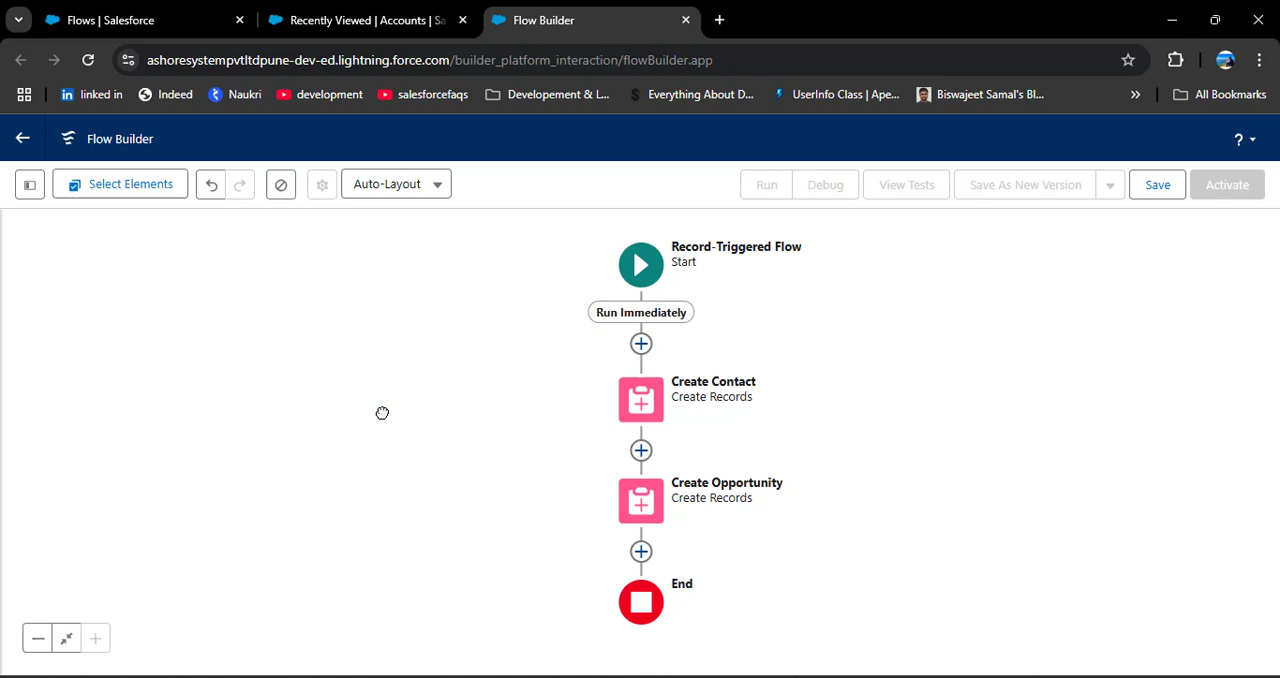 Flows | Salesforce
Recently Viewed | Accounts | Sa
Flow Builder
ashoresystempvtltdpune-dev-ed.lightning.force.com/builder_platform_interaction/flowBuilder.app
linked in
Indeed
Naukri
development
salesforcefaqs
Developement & L...
Everything About D...
UserInfo Class | Ape...
Biswajeet Samal's Bl...
»
All Bookmarks
Flow Builder
?
Select Elements
Auto-Layout
Run
Debug
View Tests
Save As New Version
Save
Activate
Record-Triggered Flow
Start
Run Immediately
Create Contact
Create Records
Create Opportunity
Create Records
End